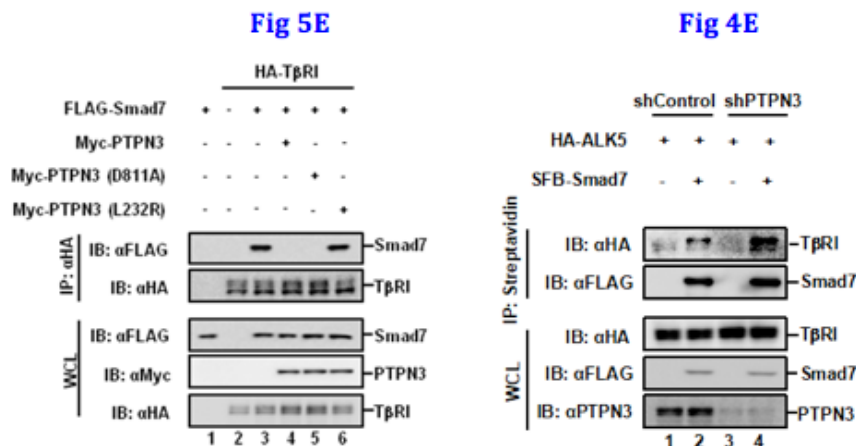 Fig 5E
HA-TβRI
FLAG-Smad7 + - + + + +
Myc-PTPN3 - - - + - -
Myc-PTPN3 (D811A) - - - - + -
Myc-PTPN3 (L232R) - - - - - +
IP: αHA
IB: αFLAG Smad7
IB: αHA TβRI
WCL
IB: αFLAG Smad7
IB: αMyc PTPN3
IB: αHA TβRI
1 2 3 4 5 6
Fig 4E
shControl shPTPN3
HA-ALK5 + + + +
SFB-Smad7 - + - +
IP: Streptavidin
IB: αHA TβRI
IB: αFLAG Smad7
WCL
IB: αHA TβRI
IB: αFLAG Smad7
IB: αPTPN3 PTPN3
1 2 3 4